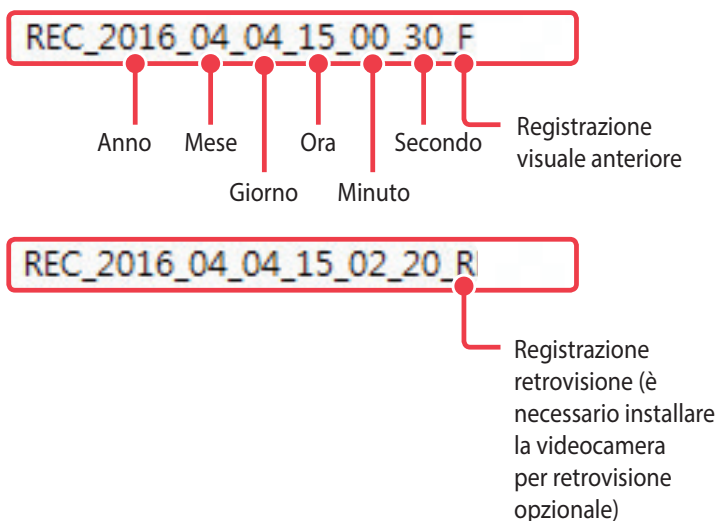 REC_2016_04_04_15_00_30_F
Anno Mese Ora Secondo
Giorno Minuto
Registrazione
visuale anteriore
REC_2016_04_04_15_02_20_R
Registrazione
retrovisione (è
necessario installare
la videocamera
per retrovisione
opzionale)